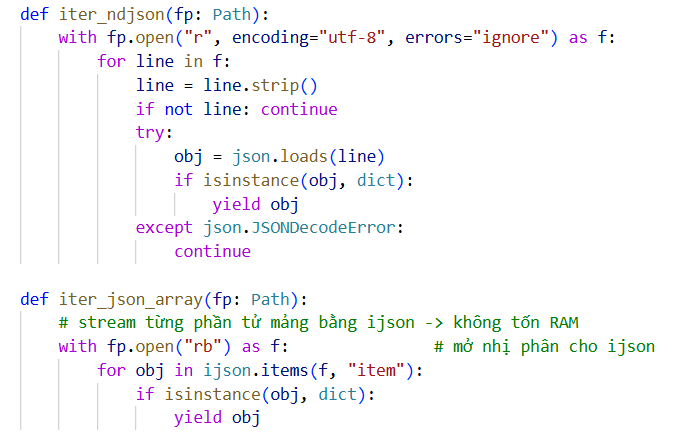 def iter_ndjson(fp: Path):
    with fp.open("r", encoding="utf-8", errors="ignore") as f:
        for line in f:
            line = line.strip()
            if not line: continue
            try:
                obj = json.loads(line)
                if isinstance(obj, dict):
                    yield obj
            except json.JSONDecodeError:
                continue

def iter_json_array(fp: Path):
    # stream từng phần tử mảng bằng ijson -> không tốn RAM
    with fp.open("rb") as f:               # mở nhị phân cho ijson
        for obj in ijson.items(f, "item"):
            if isinstance(obj, dict):
                yield obj